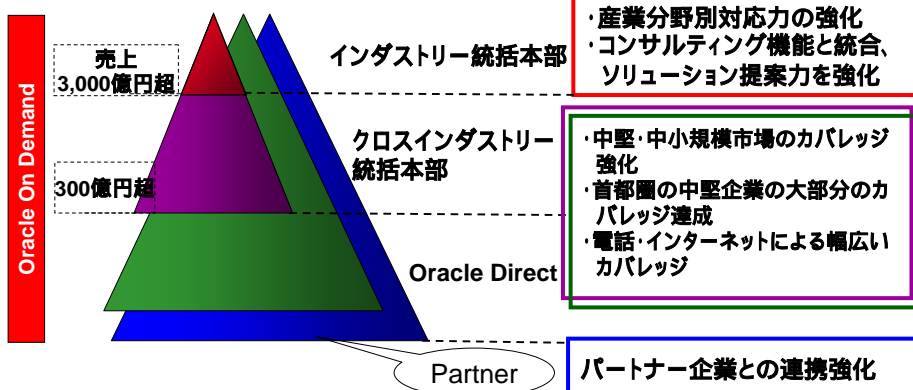 Oracle On Demand
売上
3,000億円超
300億円超
インダストリー統括本部
クロスインダストリー
統括本部
Oracle Direct
Partner
・産業分野別対応力の強化
・コンサルティング機能と統合、
ソリューション提案力を強化
・中堅・中小規模市場のカバレッジ
強化
・首都圏の中堅企業の大部分のカ
バレッジ達成
・電話・インターネットによる幅広い
カバレッジ
パートナー企業との連携強化